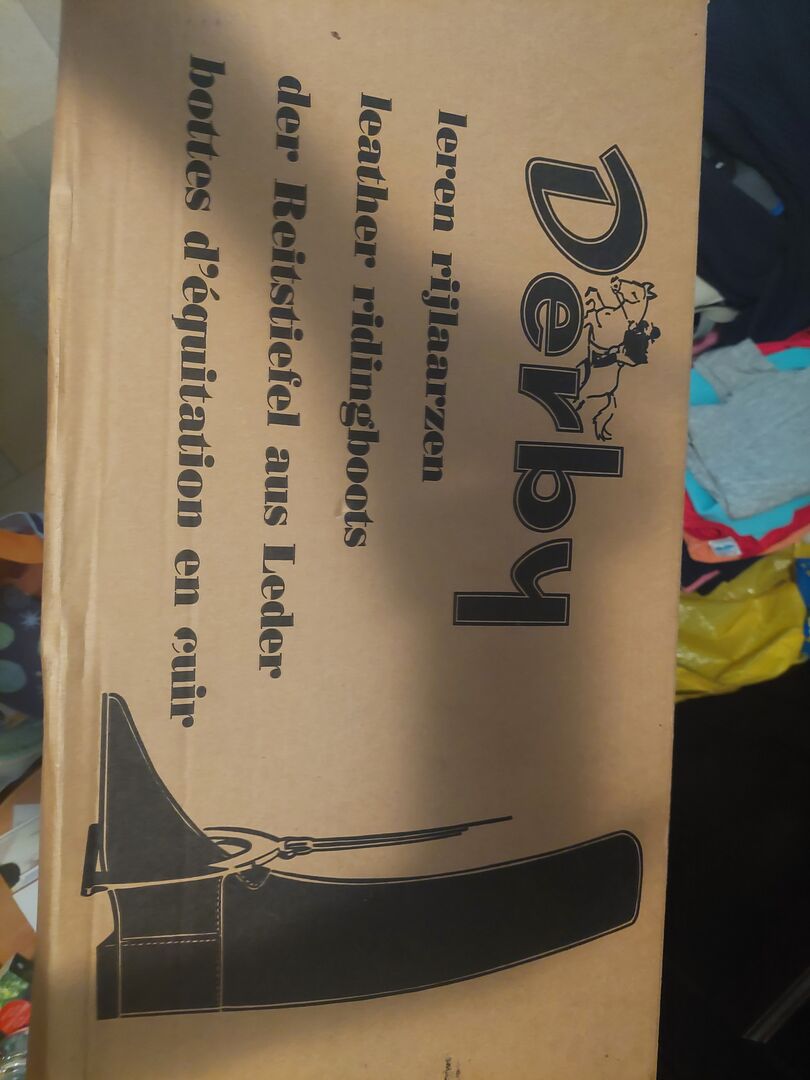 Derby
leren rijlaarzen
leather ridingboots
der Reitstiefel aus Leder
bottes d'équitation en cuir